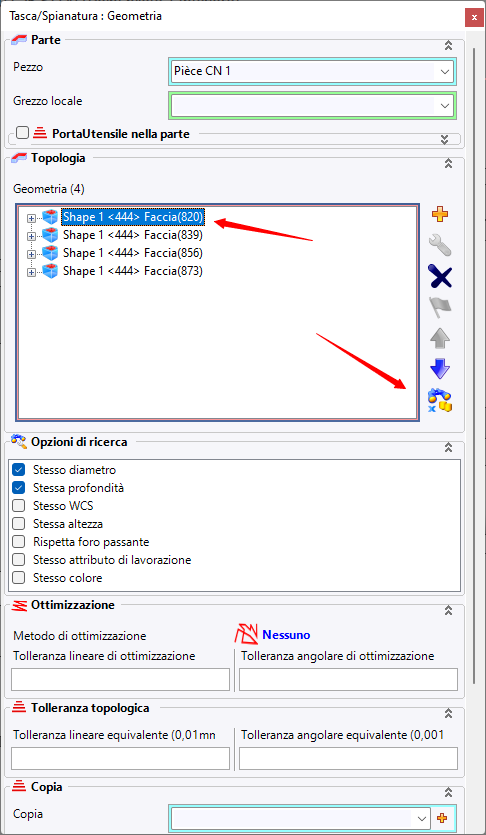 Tasca/Spianatura : Geometria
x
Parte
Pezzo
Pièce CN 1
Grezzo locale
PortaUtensile nella parte
Topologia
Geometria (4)
Shape 1 <444> Faccia(820)
Shape 1 <444> Faccia(839)
Shape 1 <444> Faccia(856)
Shape 1 <444> Faccia(873)
Opzioni di ricerca
Stesso diametro
Stessa profondità
Stesso WCS
Stessa altezza
Rispetta foro passante
Stesso attributo di lavorazione
Stesso colore
Ottimizzazione
Metodo di ottimizzazione Nessuno
Tolleranza lineare di ottimizzazione Tolleranza angolare di ottimizzazione
Tolleranza topologica
Tolleranza lineare equivalente (0,01mn Tolleranza angolare equivalente (0,001
Copia
Copia